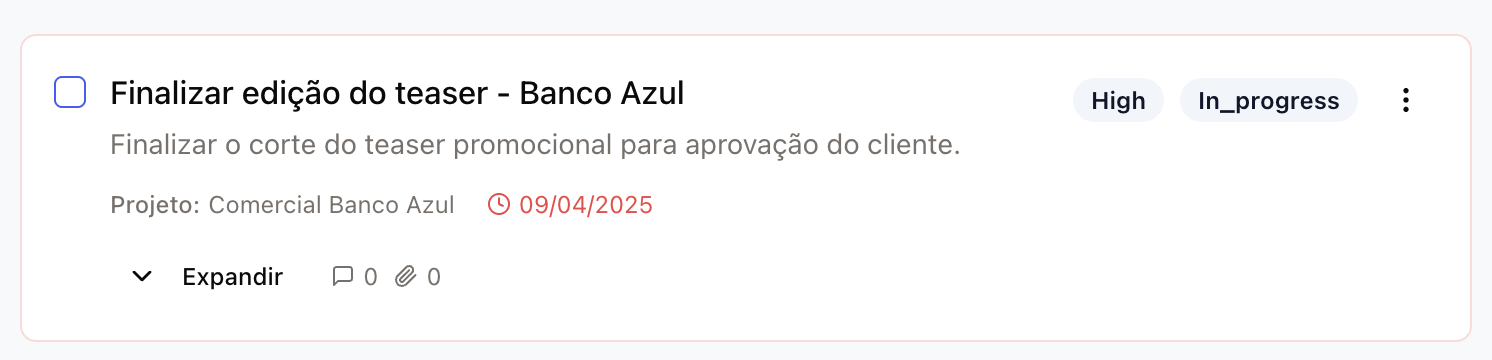 Finalizar edição do teaser - Banco Azul
High
In_progress
Finalizar o corte do teaser promocional para aprovação do cliente.
Projeto: Comercial Banco Azul 09/04/2025
Expandir 0 0